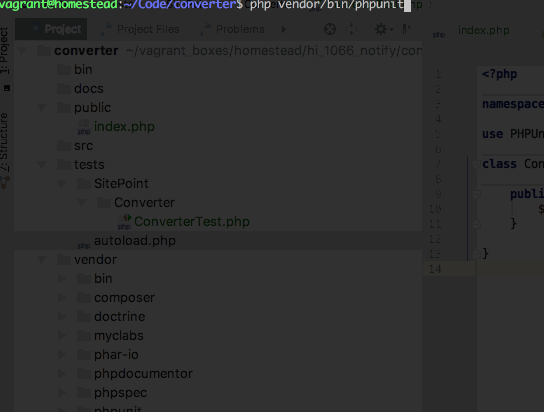 vagrant@homestead:~/Code/converter$ php vendor/bin/phpunit
Project
Project Files
Problems
index.php
1: Project
Z: Structure
converter ~/vagrant_boxes/homestead/hi_1066_notify/con
bin
docs
public
index.php
src
tests
SitePoint
Converter
ConverterTest.php
autoload.php
vendor
bin
composer
doctrine
myclabs
phar-io
phpdocumentor
phpspec
phpunit
1 <?php
2
3 namespace
4
5 use PHPUn
6
7 class Con
8
9 public
10 $
11 }
12
13 }
14